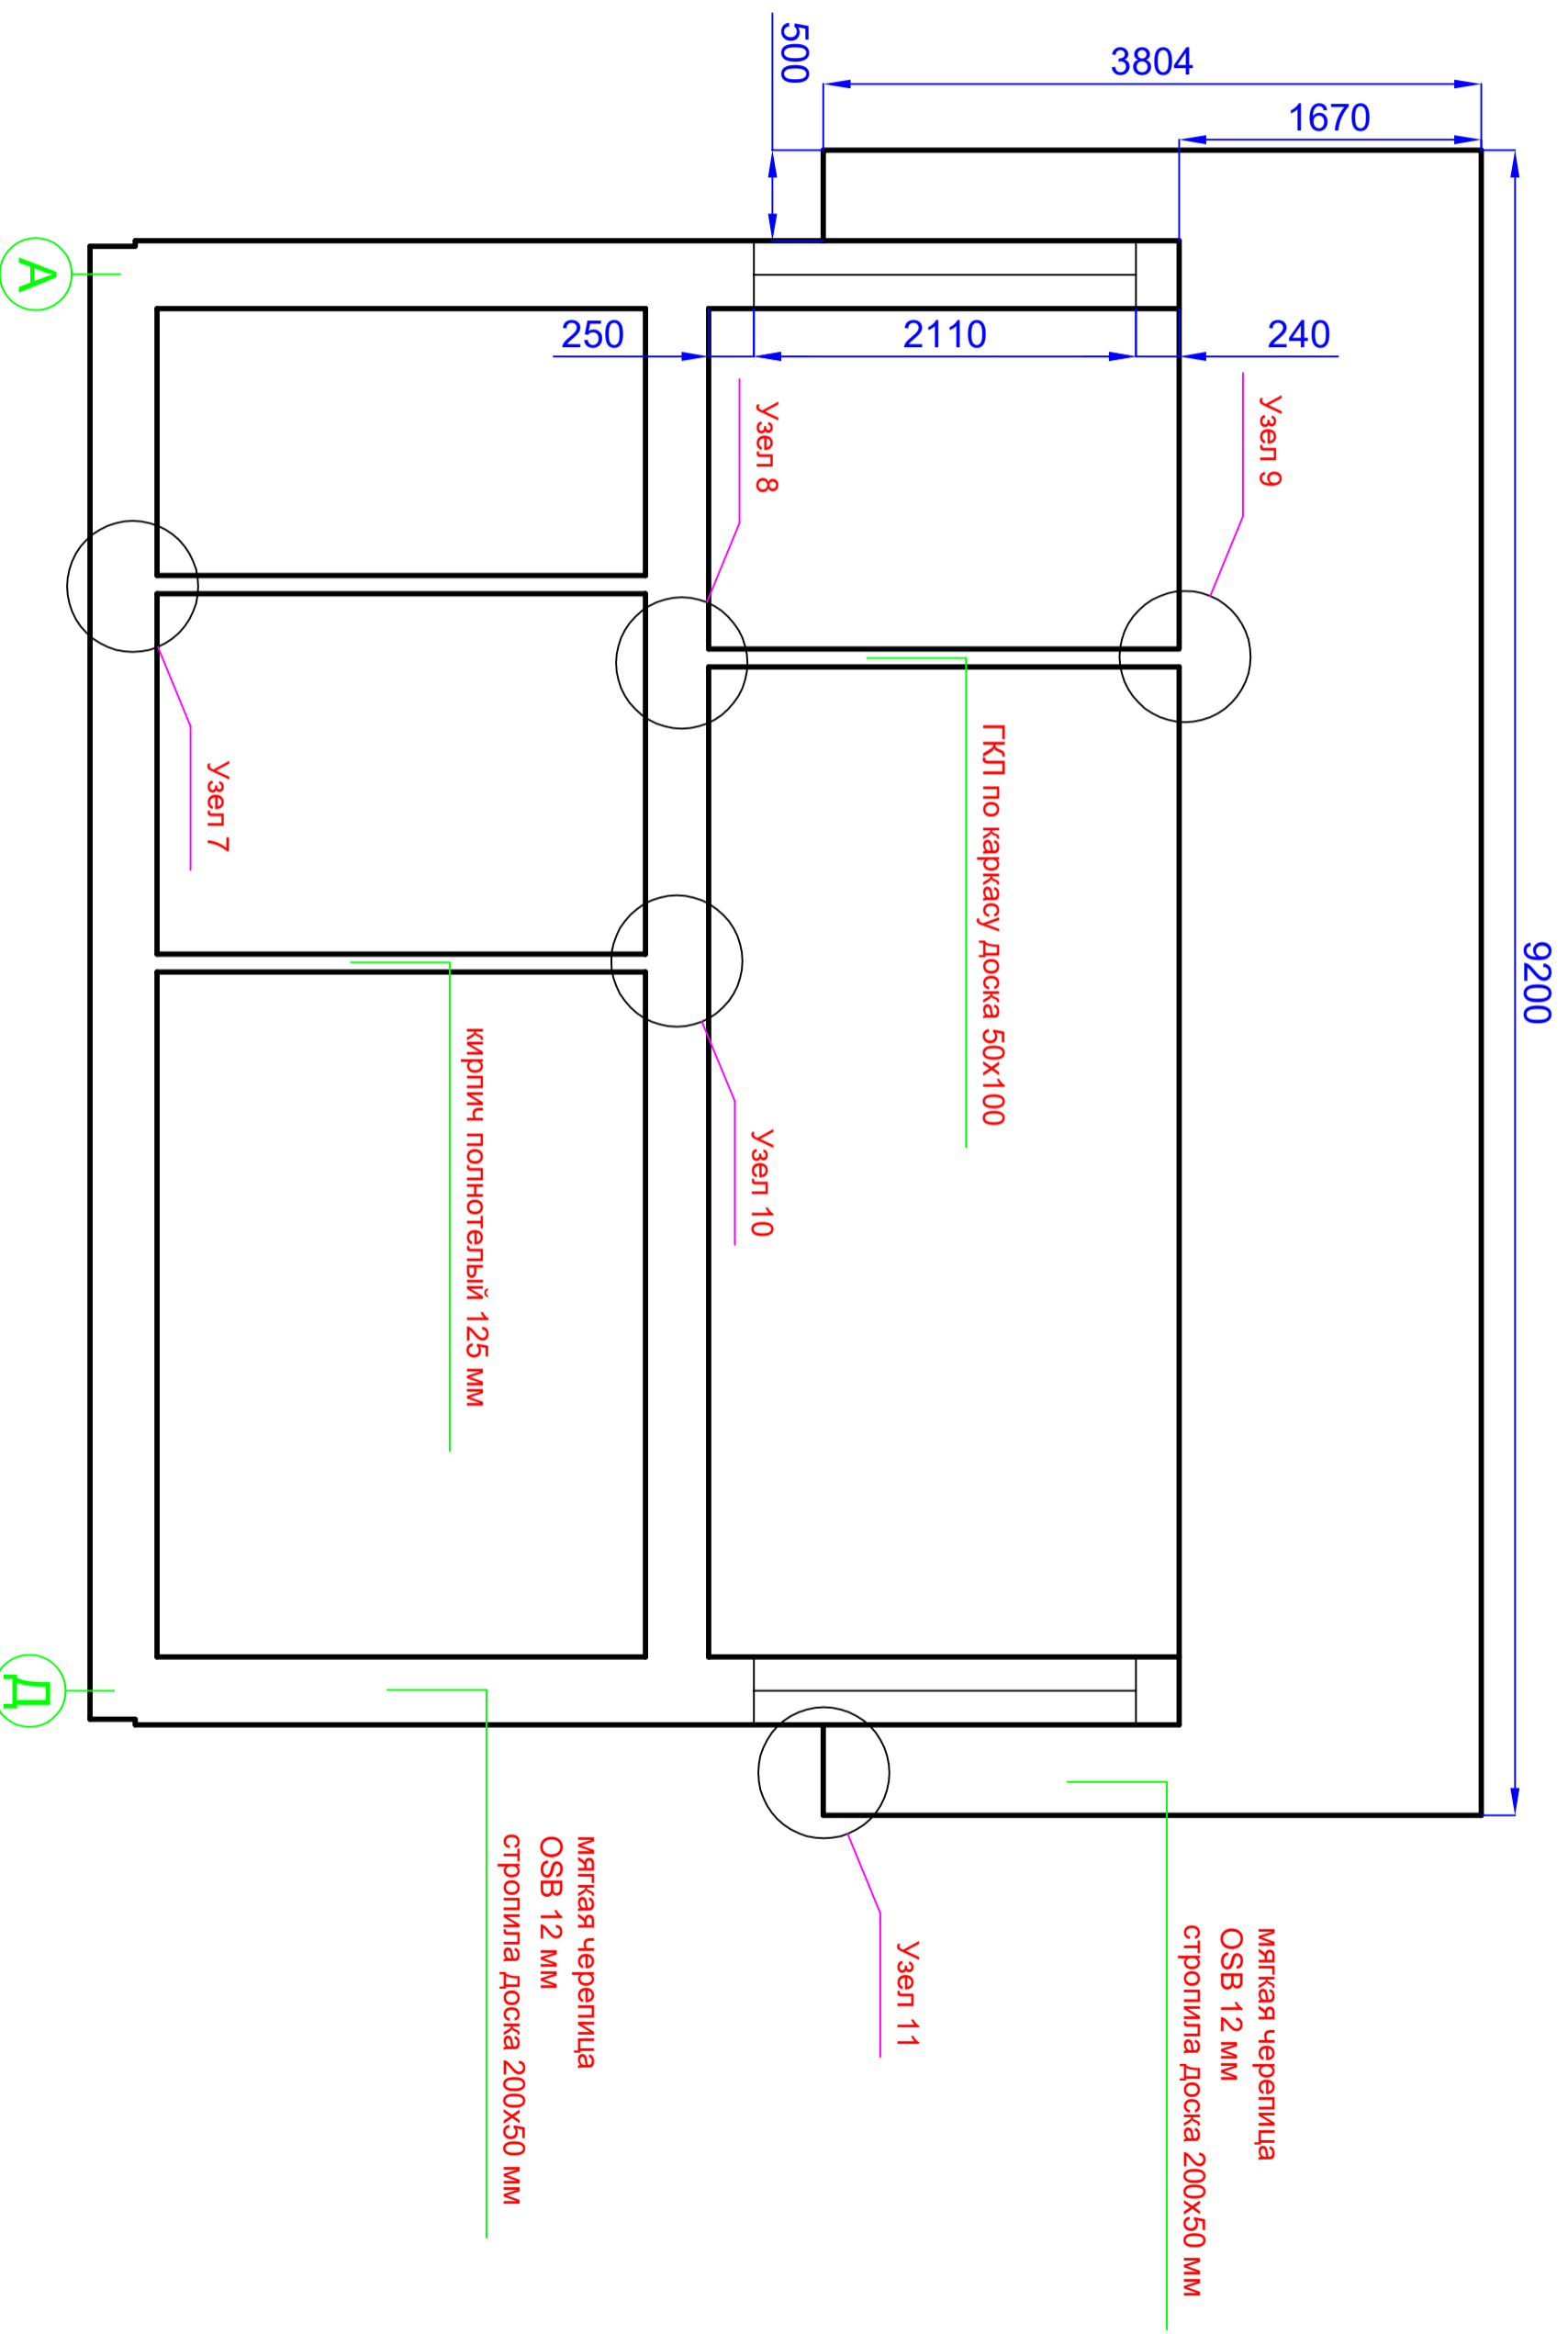 9200
3804
1670
500
240
2110
250
Узел 9
Узел 8
ГКЛ по каркасу доска 50х100
Узел 10
Узел 7
кирпич полнотелый 125 мм
мягкая черепица
OSB 12 мм
стропила доска 200х50 мм
Узел 11
мягкая черепица
OSB 12 мм
стропила доска 200х50 мм
А
Д